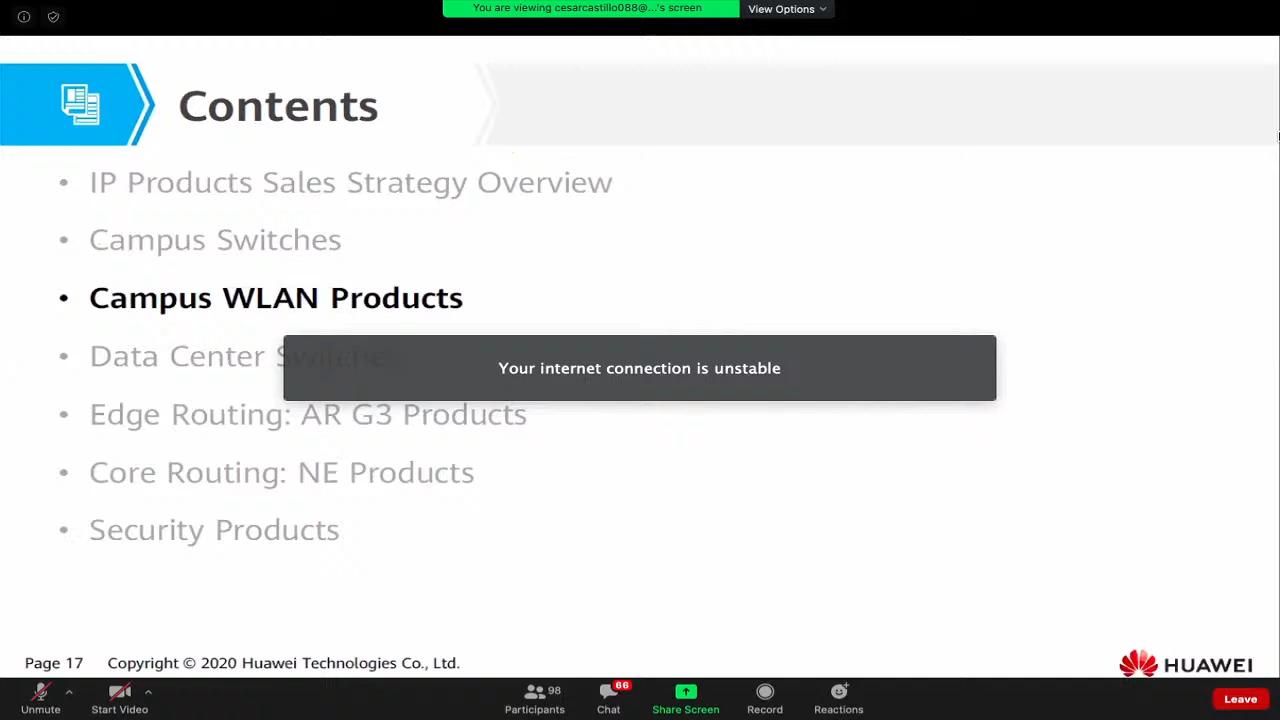 You are viewing cesarcastillo088@...'s screen
View Options
Contents
• IP Products Sales Strategy Overview
• Campus Switches
• Campus WLAN Products
• Data Center Switches
Your internet connection is unstable
• Edge Routing: AR G3 Products
• Core Routing: NE Products
• Security Products
Page 17 Copyright © 2020 Huawei Technologies Co., Ltd.
HUAWEI
98
66
Unmute
Start Video
Participants
Chat
Share Screen
Record
Reactions
Leave